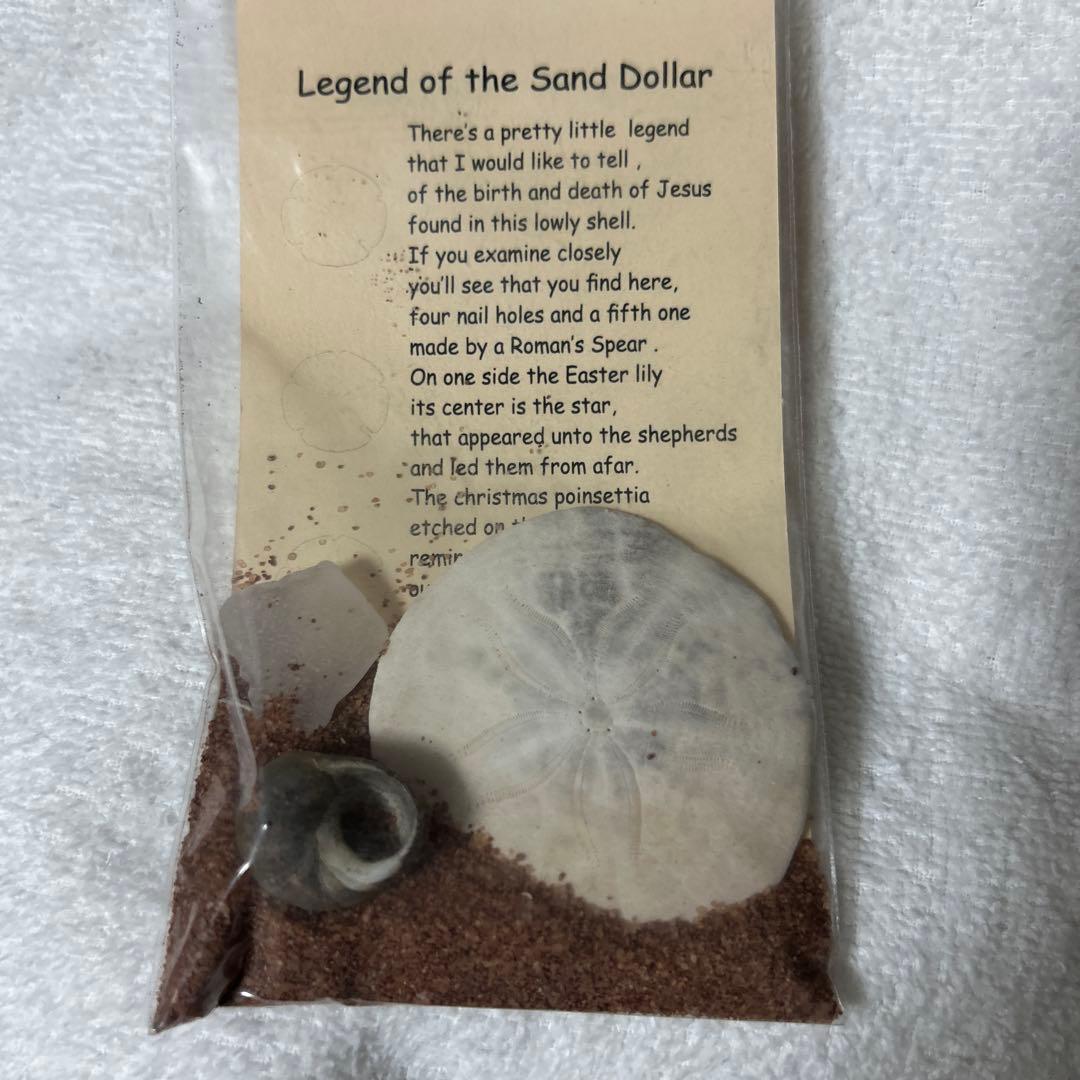 Legend of the Sand Dollar
There's a pretty little legend
that I would like to tell ,
of the birth and death of Jesus
found in this lowly shell.
If you examine closely
you'll see that you find here,
four nail holes and a fifth one
made by a Roman's Spear .
On one side the Easter lily
its center is the star,
that appeared unto the shepherds
and led them from afar.
The christmas poinsettia
etched on